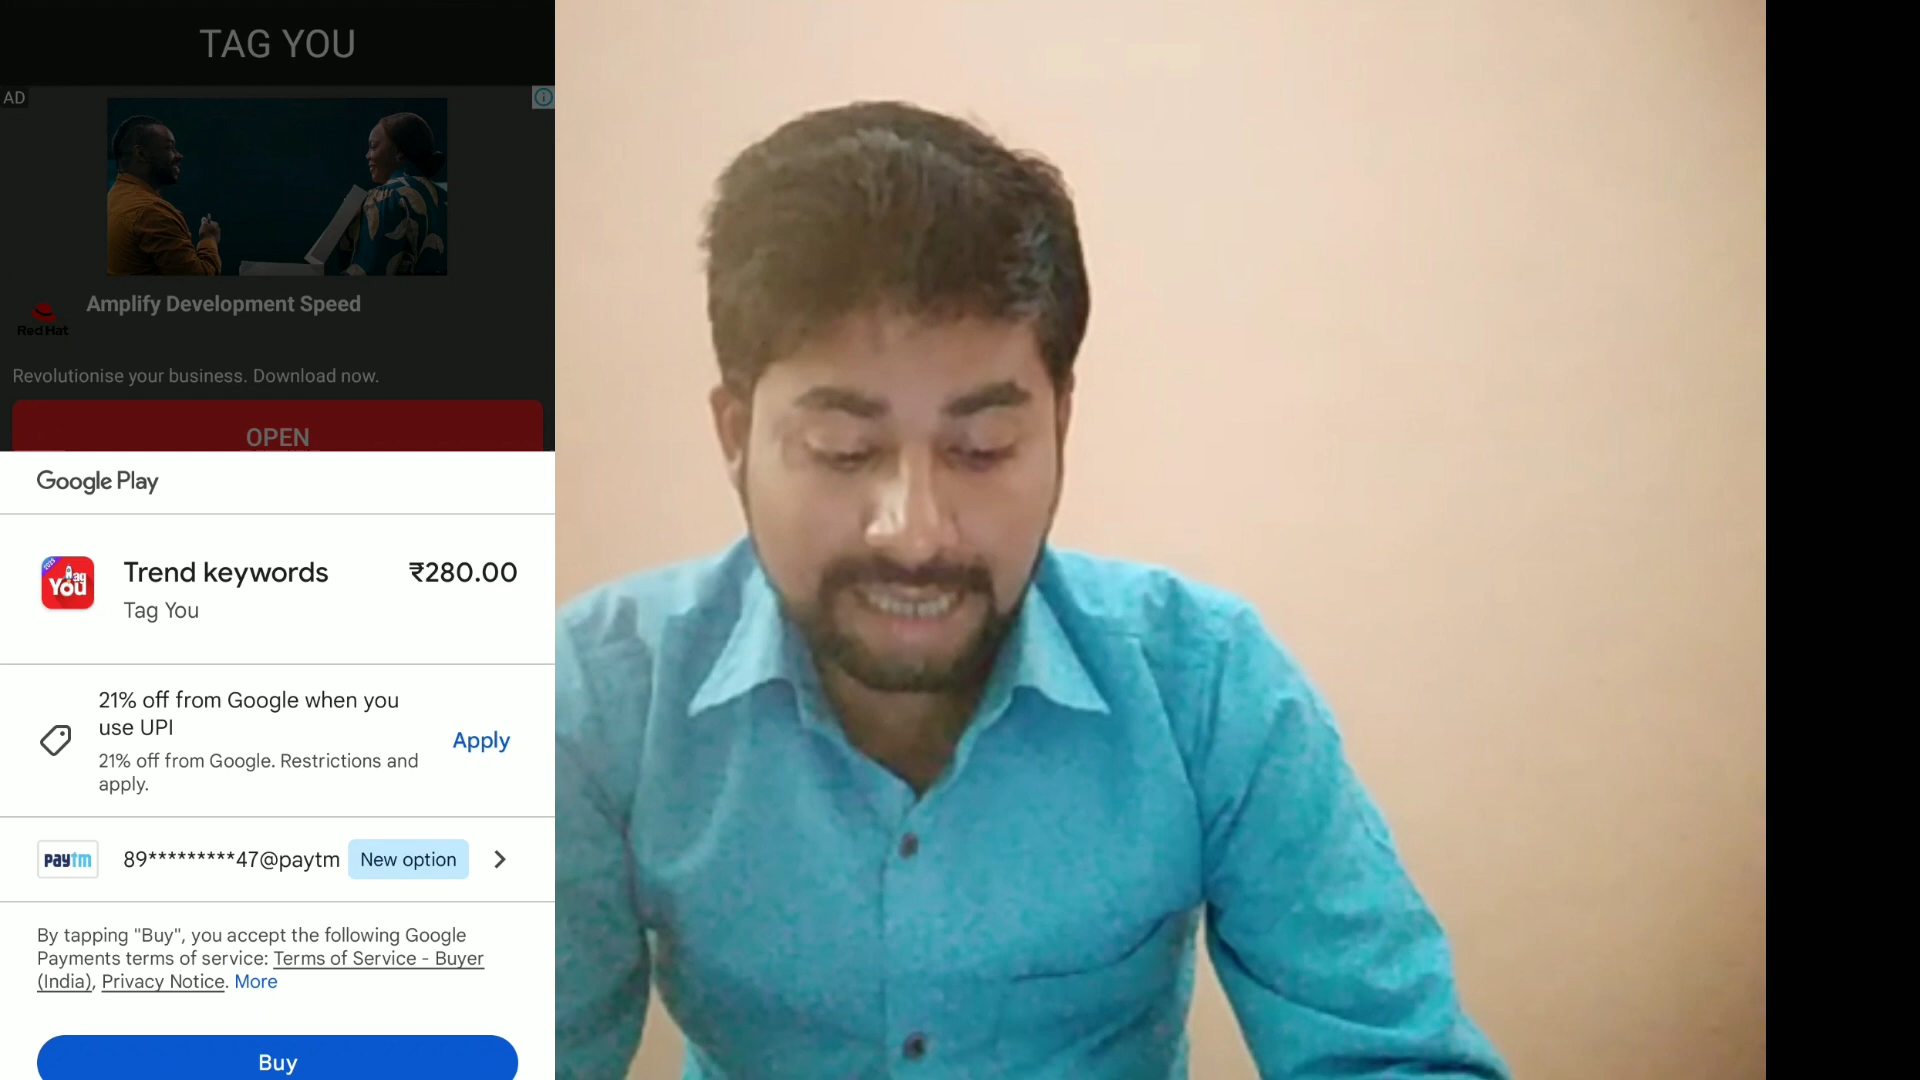 TAG YOU
AD
Red Hat
Amplify Development Speed
Revolutionise your business. Download now.
OPEN
Google Play
2025
Tag
YOU
Trend keywords
₹280.00
Tag You
21% off from Google when you
use UPI
21% off from Google. Restrictions and
apply.
Apply
paytm
89*********47@paytm
New option
By tapping "Buy", you accept the following Google
Payments terms of service: Terms of Service - Buyer
(India), Privacy Notice. More
Buy